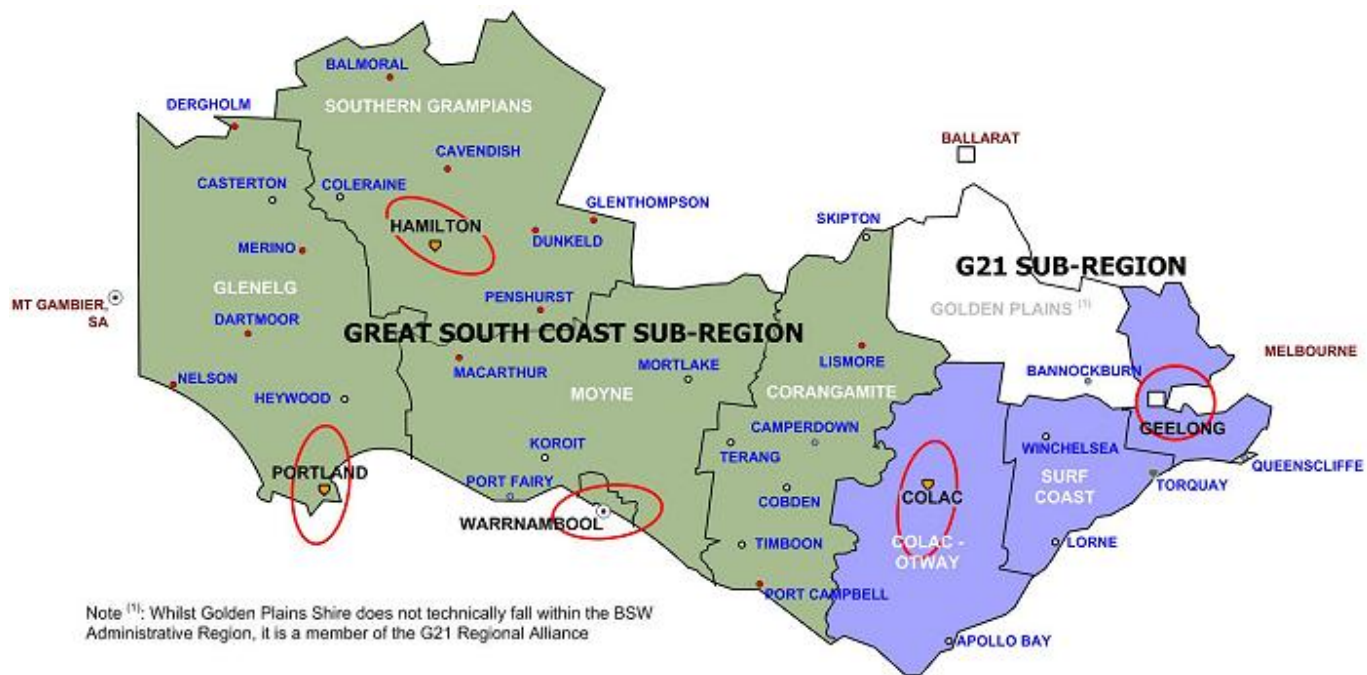 BALMORAL
SOUTHERN GRAMPIANS
DERGHOLM
BALLARAT
CAVENDISH
CASTERTON
COLERAINE
GLENTHOMPSON
HAMILTON
SKIPTON
DUNKELD
MERINO
G21 SUB-REGION
GLENELG
MT GAMBIER,
SA
PENSHURST
GOLDEN PLAINS (1)
DARTMOOR
GREAT SOUTH COAST SUB-REGION
MELBOURNE
LISMORE
MORTLAKE
MACARTHUR
BANNOCKBURN
NELSON
HEYWOOD
MOYNE
CORANGAMITE
GEELONG
KOROIT
CAMPERDOWN
TERANG
WINCHELSEA
QUEENSCLIFFE
PORTLAND
PORT FAIRY
SURF
COAST
TORQUAY
COBDEN
COLAC
WARRNAMBOOL
TIMBOON
COLAC -
OTWAY
LORNE
PORT CAMPBELL
Note (1): Whilst Golden Plains Shire does not technically fall within the BSW
Administrative Region, it is a member of the G21 Regional Alliance
APOLLO BAY